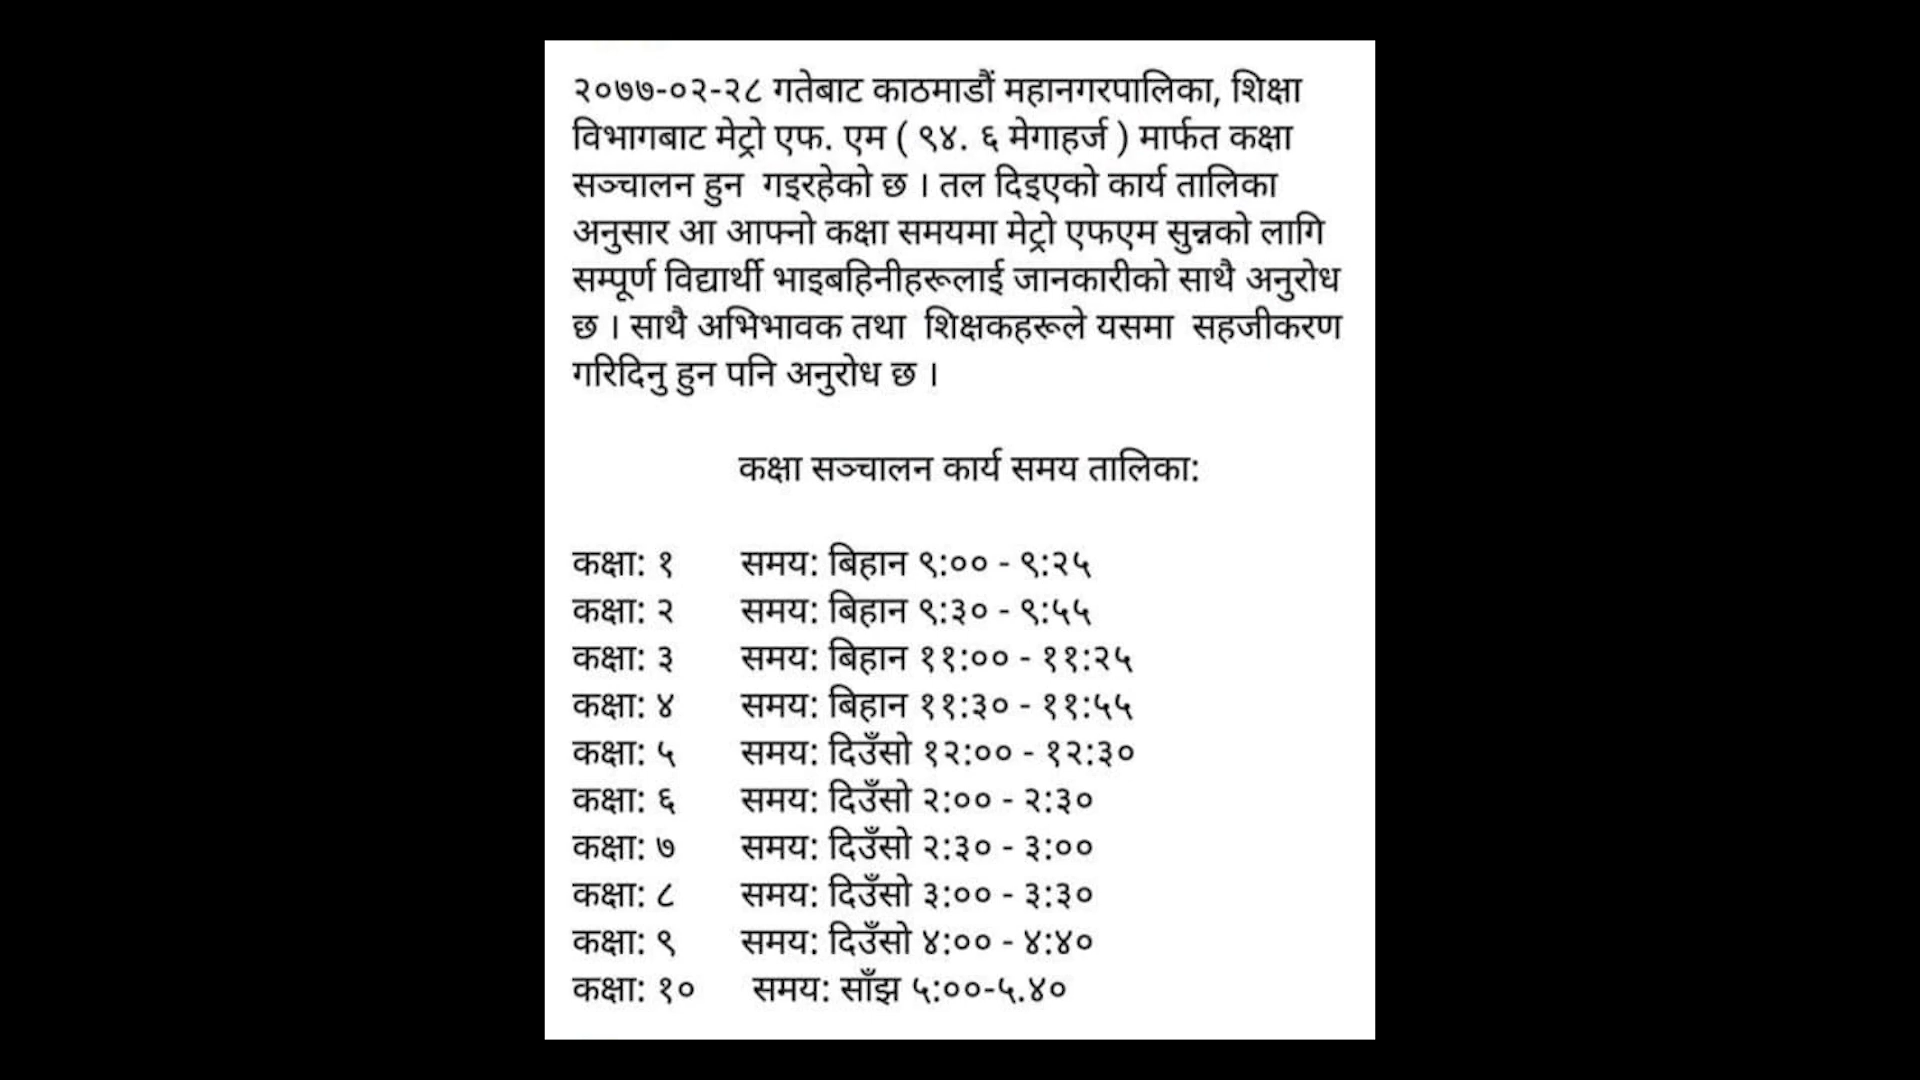 २०७७-०२-२८ गतेबाट काठमाडौं महानगरपालिका, शिक्षा
विभागबाट मेट्रो एफ. एम ( ९४. ६ मेगाहर्ज ) मार्फत कक्षा
सञ्चालन हुन गइरहेको छ । तल दिइएको कार्य तालिका
अनुसार आ आफ्नो कक्षा समयमा मेट्रो एफएम सुन्नको लागि
सम्पूर्ण विद्यार्थी भाइबहिनीहरूलाई जानकारीको साथै अनुरोध
छ । साथै अभिभावक तथा शिक्षकहरूले यसमा सहजीकरण
गरिदिनु हुन पनि अनुरोध छ ।
कक्षा सञ्चालन कार्य समय तालिका:
कक्षा: १ समय: बिहान ९:०० - ९:२५
कक्षा: २ समय: बिहान ९:३० - ९:५५
कक्षा: ३ समय: बिहान ११:०० - ११:२५
कक्षा: ४ समय: बिहान ११:३० - ११:५५
कक्षा: ५ समय: दिउँसो १२:०० - १२:३०
कक्षा: ६ समय: दिउँसो २:०० - २:३०
कक्षा: ७ समय: दिउँसो २:३० - ३:००
कक्षा: ८ समय: दिउँसो ३:०० - ३:३०
कक्षा: ९ समय: दिउँसो ४:०० - ४:४०
कक्षा: १० समय: साँझ ५:००-५.४०